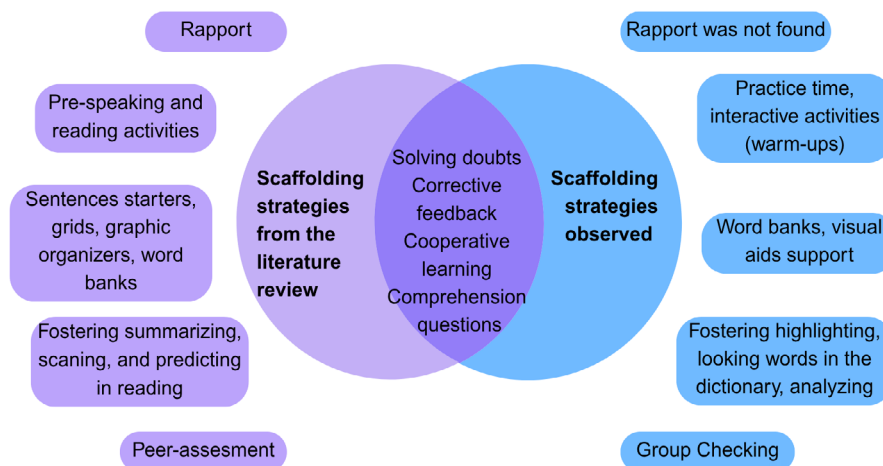 Rapport
Pre-speaking and
reading activities
Sentences starters,
grids, graphic
organizers, word
banks
Fostering summarizing,
scaning, and predicting
in reading
Peer-assesment
Scaffolding
strategies
from the
literature
review
Solving doubts
Corrective
feedback
Cooperative
learning
Comprehension
questions
Scaffolding
strategies
observed
Rapport was not found
Practice time,
interactive activities
(warm-ups)
Word banks, visual
aids support
Fostering highlighting,
looking words in the
dictionary, analyzing
Group Checking